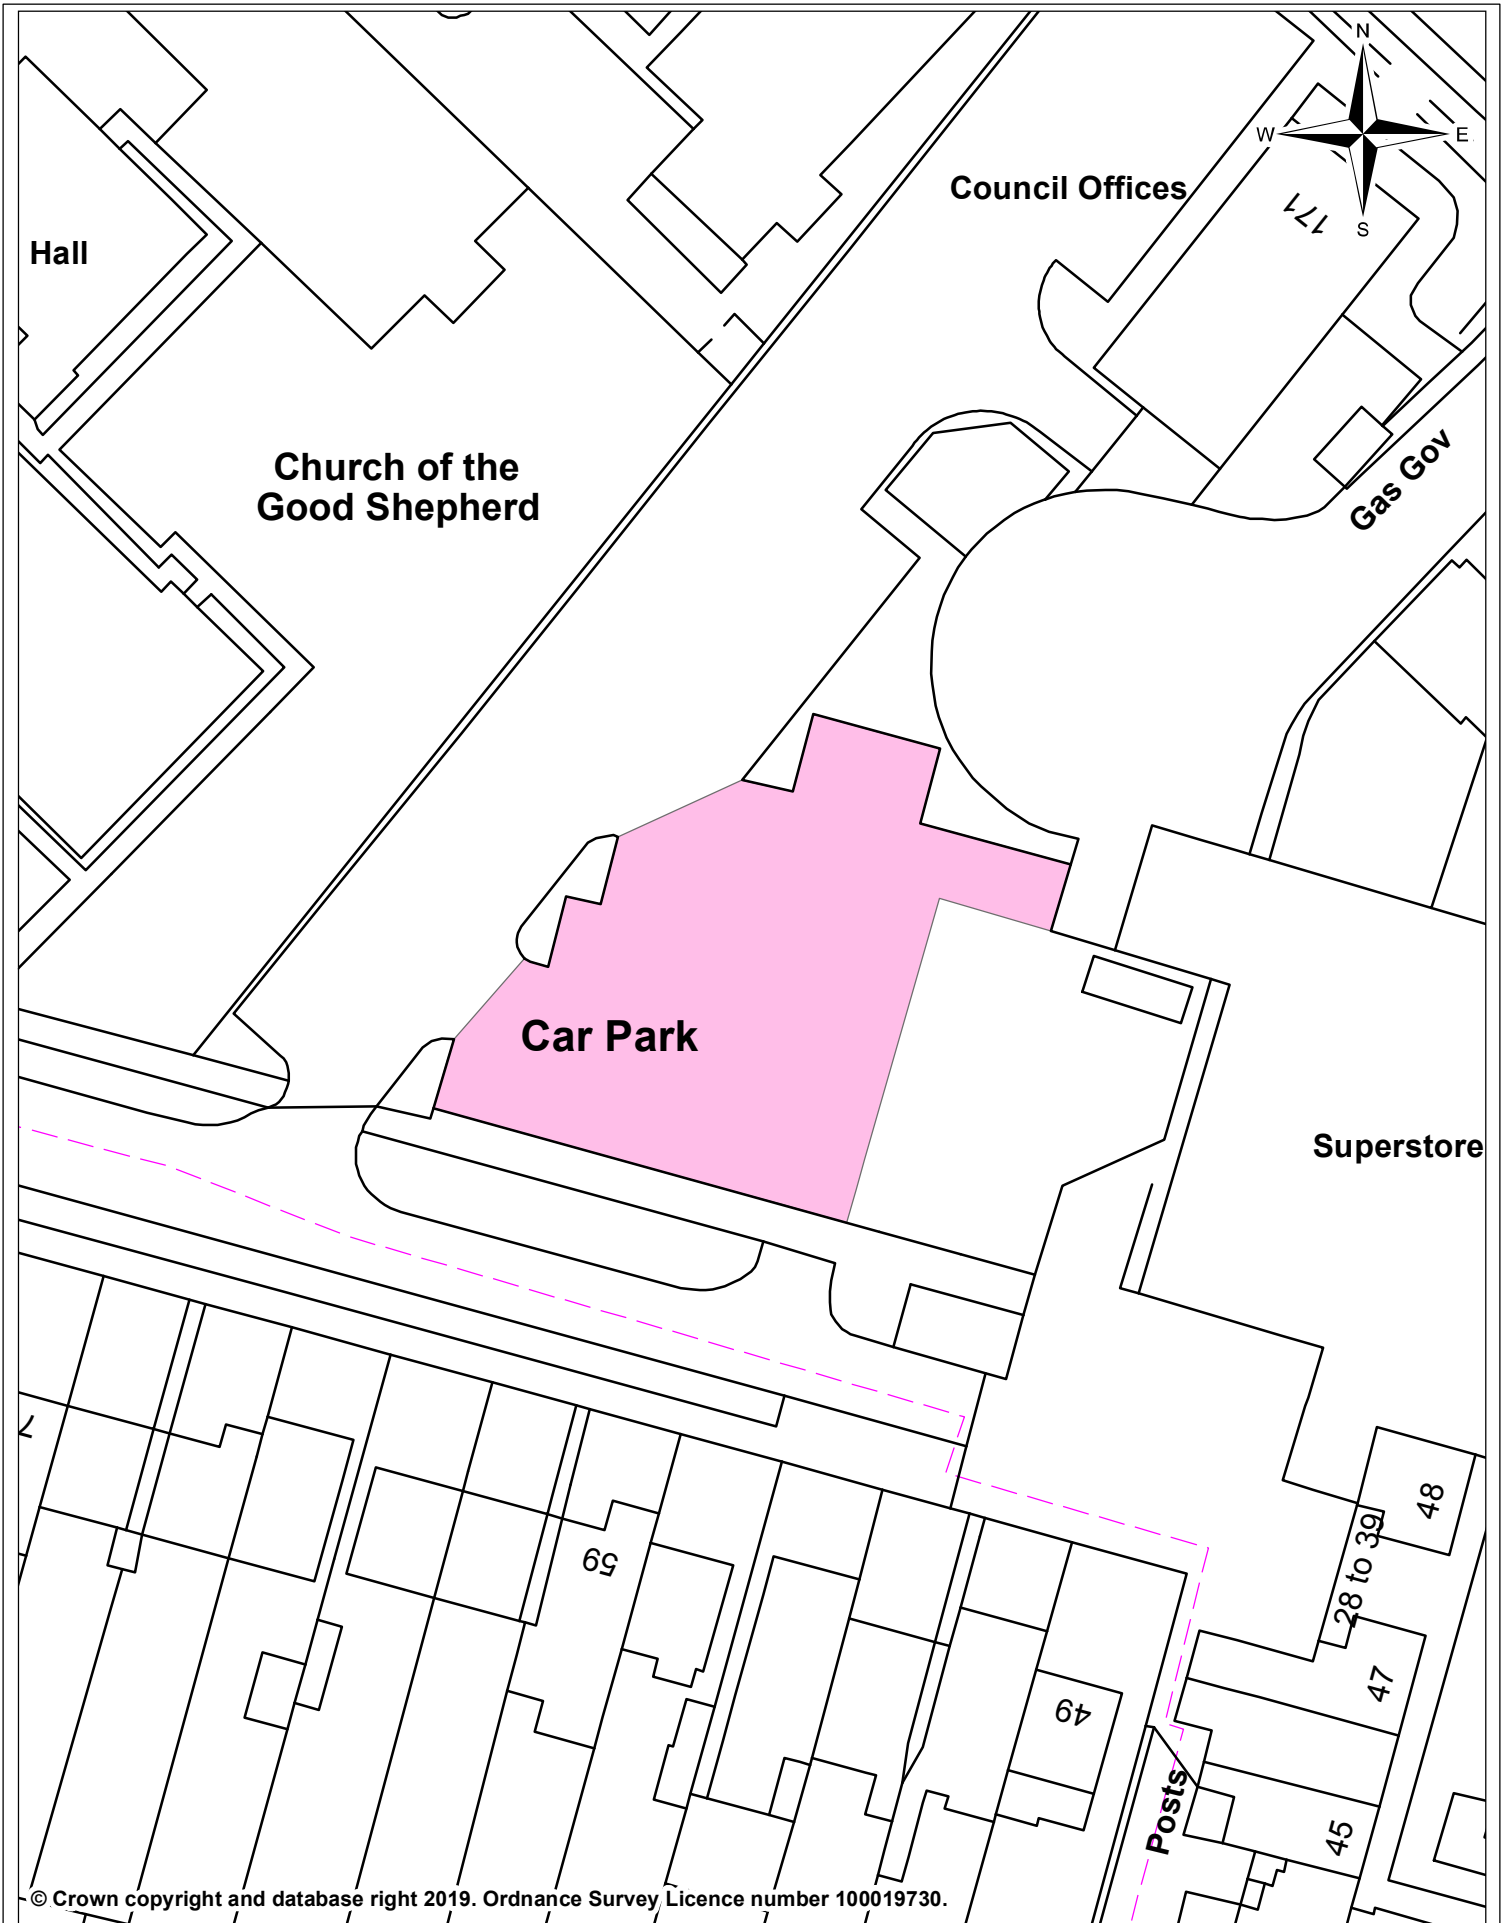 N
W E
S
Council Offices
171
Hall
Church of the
Good Shepherd
Gas Gov
Car Park
Superstore
7
59
48
28 to 39
47
49
Posts
45
© Crown copyright and database right 2019. Ordnance Survey Licence number 100019730.